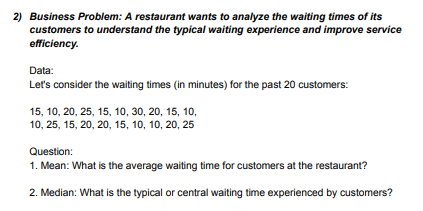 2) Business Problem: A restaurant wants to analyze the waiting times of its
customers to understand the typical waiting experience and improve service
efficiency.
Data:
Let's consider the waiting times (in minutes) for the past 20 customers:
15, 10, 20, 25, 15, 10, 30, 20, 15, 10,
10, 25, 15, 20, 20, 15, 10, 10, 20, 25
Question:
1. Mean: What is the average waiting time for customers at the restaurant?
2. Median: What is the typical or central waiting time experienced by customers?